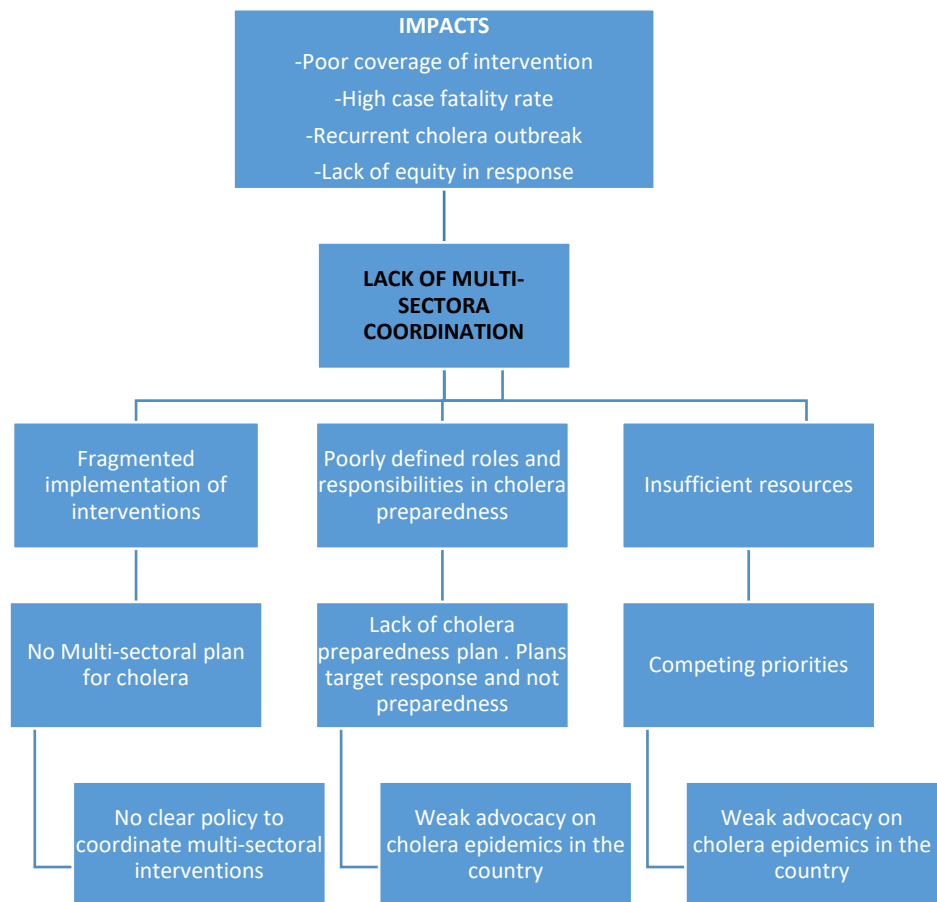 IMPACTS
-Poor coverage of intervention
-High case fatality rate
-Recurrent cholera outbreak
-Lack of equity in response
LACK OF MULTI-
SECTORA
COORDINATION
Fragmented
implementation of
interventions
Poorly defined roles and
responsibilities in cholera
preparedness
Insufficient resources
No Multi-sectoral plan
for cholera
Lack of cholera
preparedness plan . Plans
target response and not
preparedness
Competing priorities
No clear policy to
coordinate multi-sectoral
interventions
Weak advocacy on
cholera epidemics in the
country
Weak advocacy on
cholera epidemics in the
country